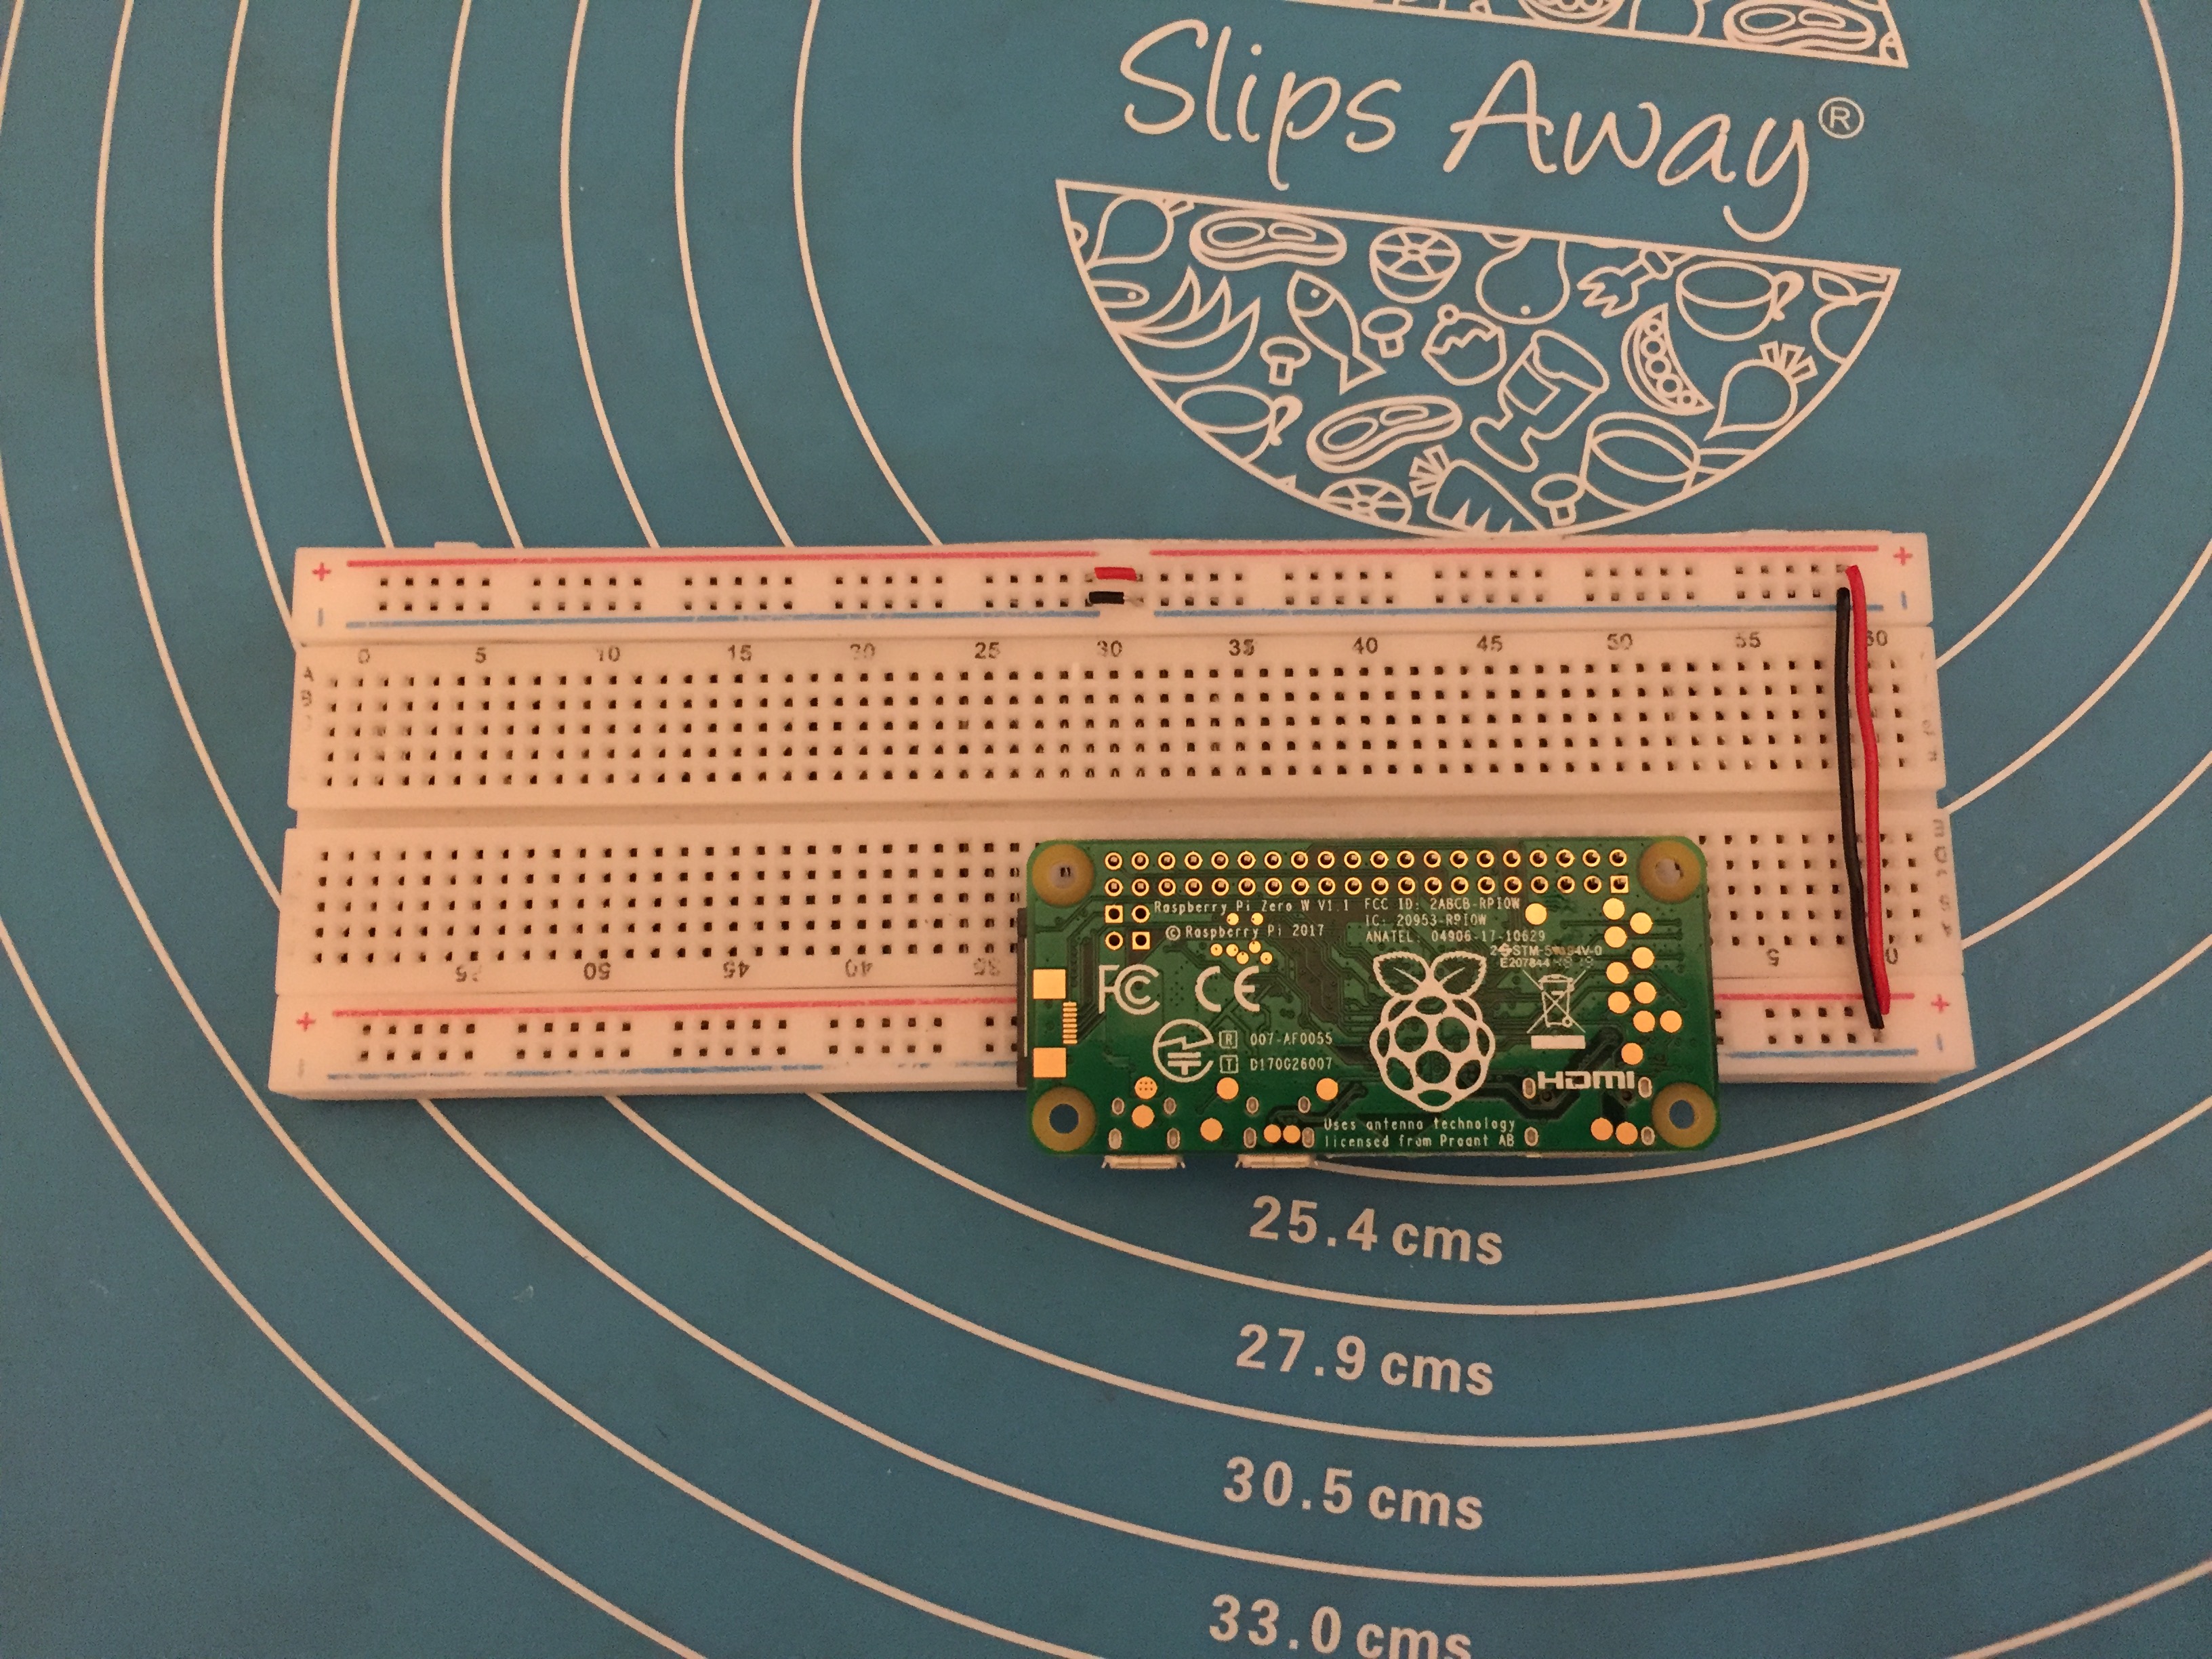 Slips Away®
33.0 cms
30.5 cms
27.9 cms
25.4 cms
Raspberry Pi Zero W V1.1
© Raspberry Pi 2017
FCC ID: 2ABCB-RPI0W
IC: 20953-RPI0W
ANATEL: 04906-17-10629
FC
CE
R 007-AF0055
T D170026007
Uses antenna technology
licensed from Proant AB
HDMI
- +
- +
- +
- +
B A
0
5
10
15
20
25
30
35
40
45
50
55
60
50
45
40
35
5
0
A
D E